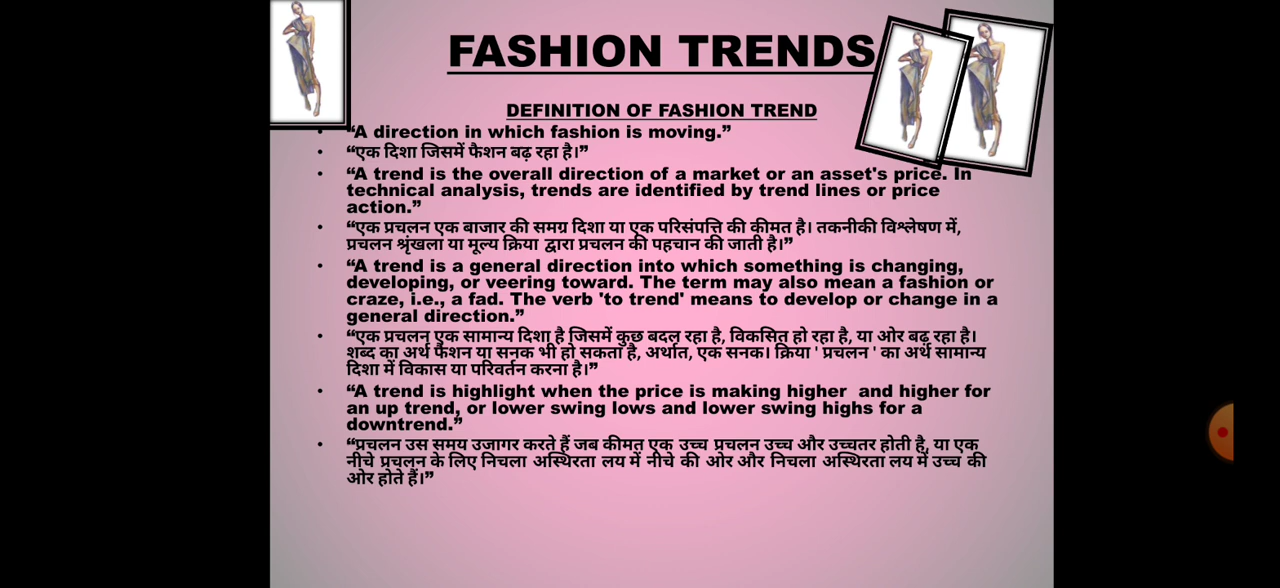 FASHION TRENDS
DEFINITION OF FASHION TREND
• “A direction in which fashion is moving.”
• “एक दिशा जिसमें फैशन बढ़ रहा है।”
• “A trend is the overall direction of a market or an asset's price. In
technical analysis, trends are identified by trend lines or price
action.”
• “एक प्रचलन एक बाजार की समग्र दिशा या एक परिसंपत्ति की कीमत है। तकनीकी विश्लेषण में,
प्रचलन श्रृंखला या मूल्य क्रिया द्वारा प्रचलन की पहचान की जाती है।”
• “A trend is a general direction into which something is changing,
developing, or veering toward. The term may also mean a fashion or
craze, i.e., a fad. The verb 'to trend' means to develop or change in a
general direction.”
• “एक प्रचलन एक सामान्य दिशा है जिसमें कुछ बदल रहा है, विकसित हो रहा है, या ओर बढ़ रहा है।
शब्द का अर्थ फैशन या सनक भी हो सकता है, अर्थात, एक सनक। क्रिया ' प्रचलन ' का अर्थ सामान्य
दिशा में विकास या परिवर्तन करना है।”
• “A trend is highlight when the price is making higher and higher for
an up trend, or lower swing lows and lower swing highs for a
downtrend.”
• “प्रचलन उस समय उजागर करते हैं जब कीमत एक उच्च प्रचलन उच्च और उच्चतर होती है, या एक
नीचे प्रचलन के लिए निचला अस्थिरता लय में नीचे की ओर और निचला अस्थिरता लय में उच्च की
ओर होते हैं।”